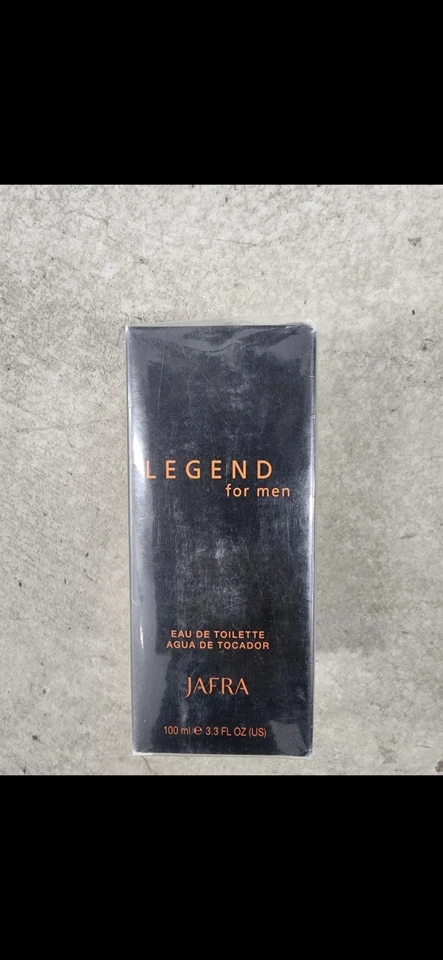 LEGEND
for men
EAU DE TOILETTE
AGUA DE TOCADOR
JAFRA
100 ml ℮ 3.3 FL OZ (US)